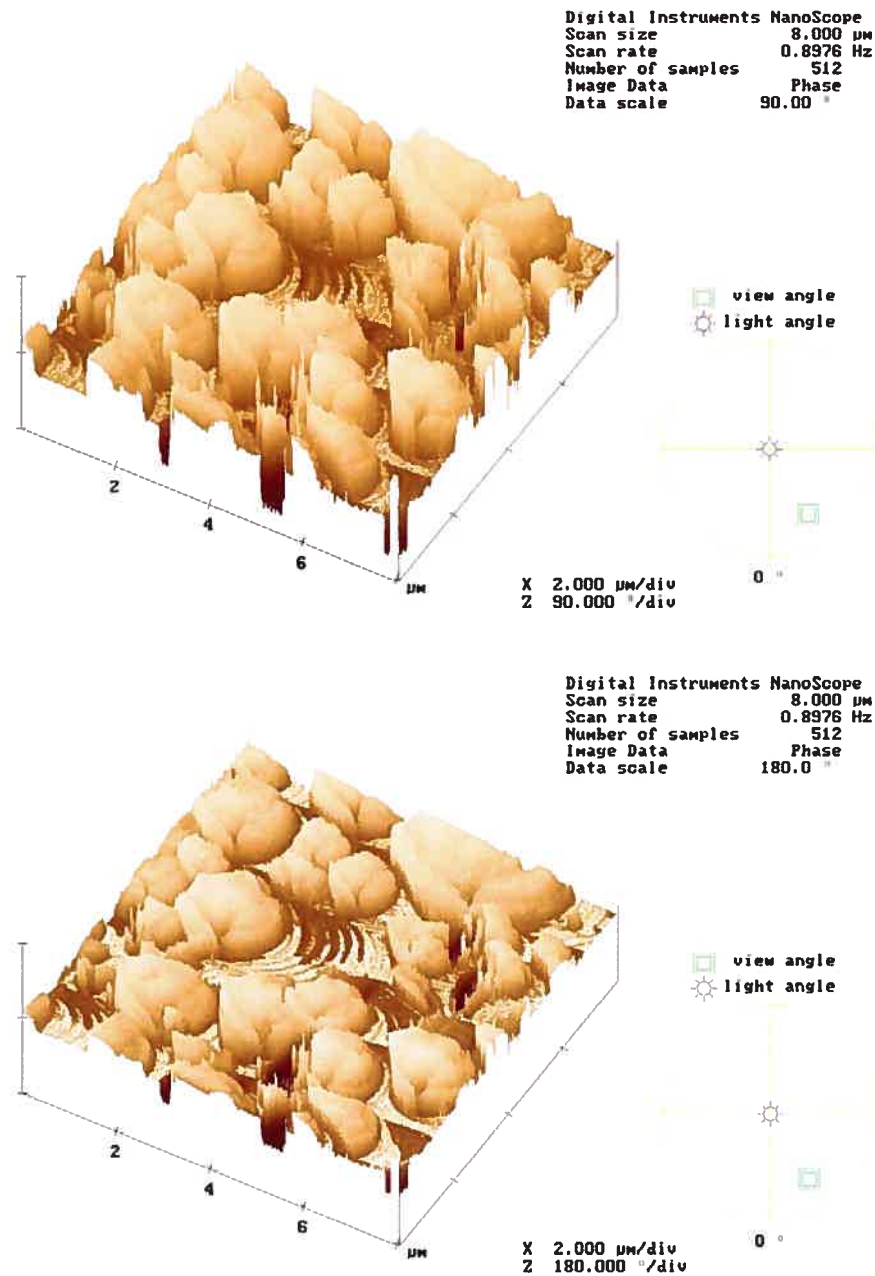 Digital Instruments NanoScope
Scan size 8.000 µm
Scan rate 0.8976 Hz
Number of samples 512
Image Data Phase
Data scale 90.00 °
view angle
light angle
2
4
6
µm
0 °
X 2.000 µm/div
Z 90.000 °/div
Digital Instruments NanoScope
Scan size 8.000 µm
Scan rate 0.8976 Hz
Number of samples 512
Image Data Phase
Data scale 180.0 °
view angle
light angle
2
4
6
µm
0 °
X 2.000 µm/div
Z 180.000 °/div